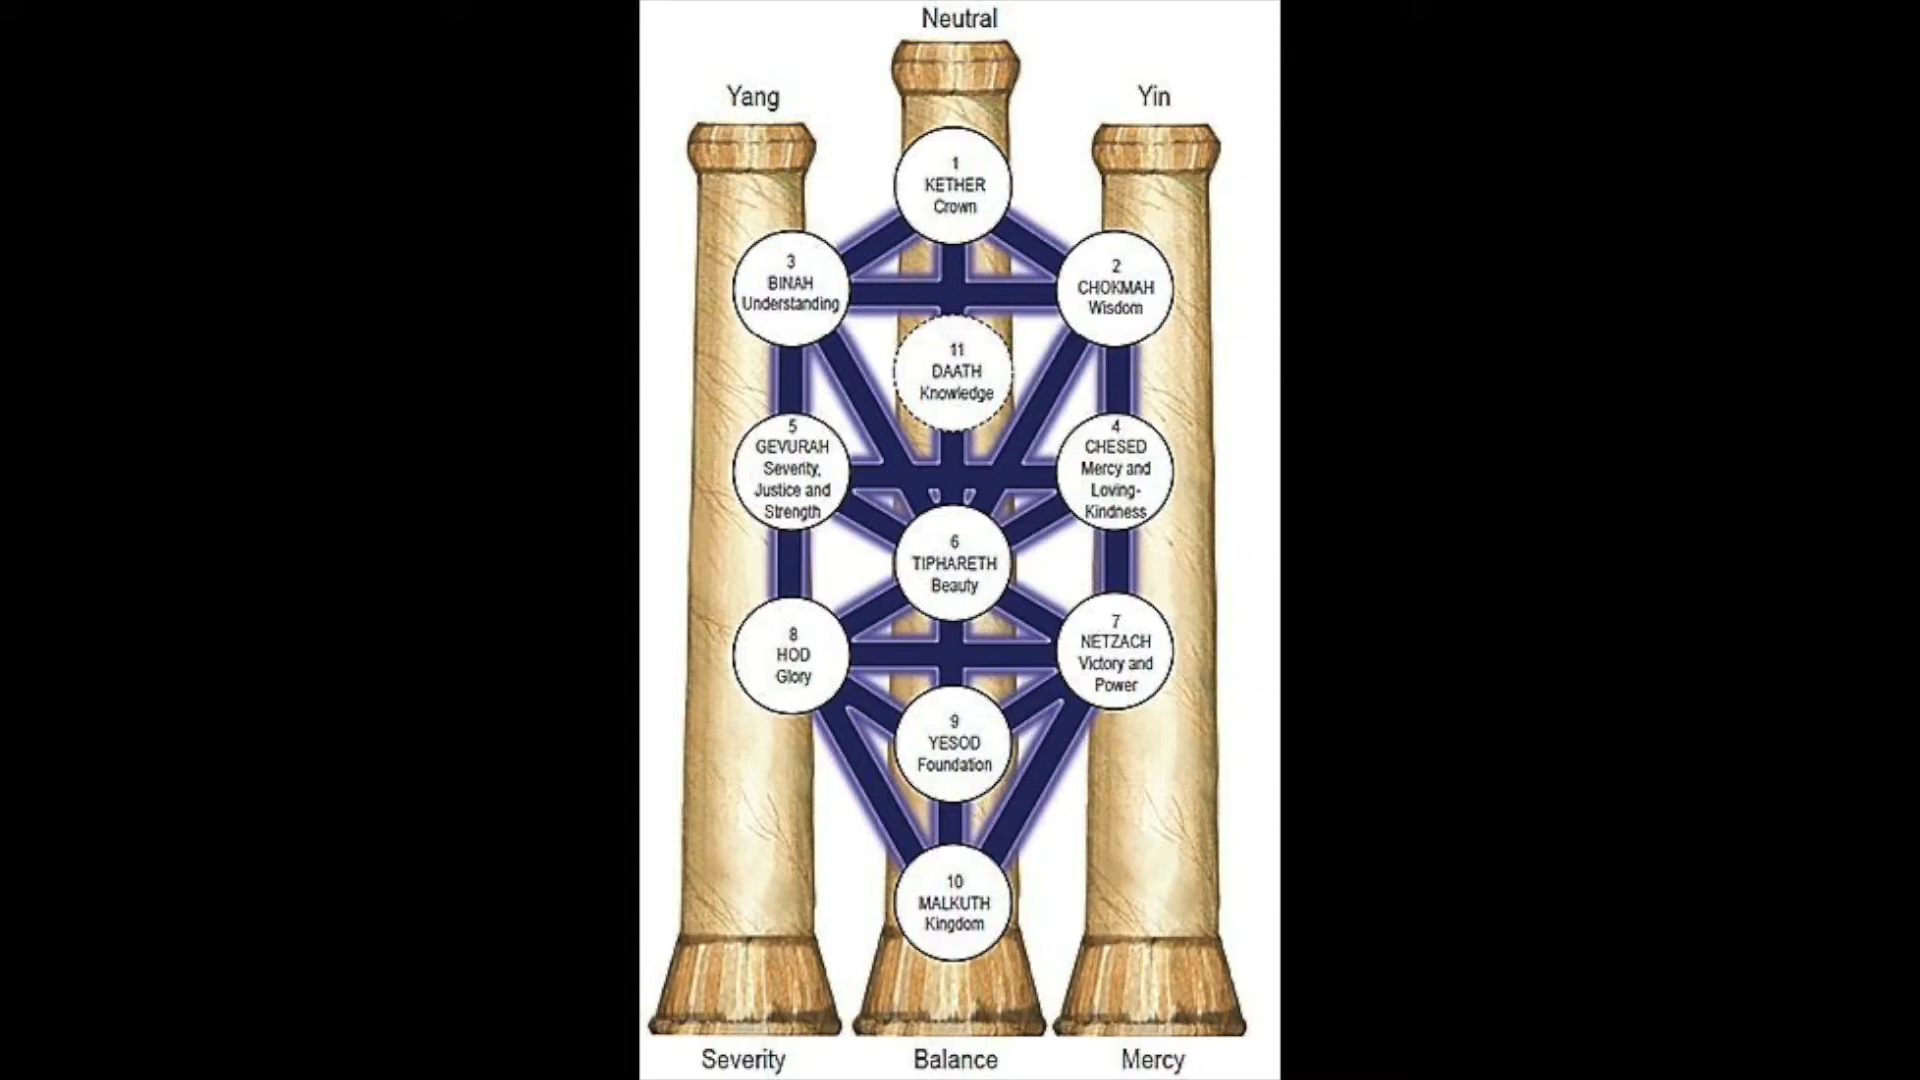 Neutral
Yang
Yin
1
KETHER
Crown
3
BINAH
Understanding
2
CHOKMAH
Wisdom
11
DAATH
Knowledge
5
GEVURAH
Severity,
Justice and
Strength
4
CHESED
Mercy and
Loving-
Kindness
6
TIPHARETH
Beauty
8
HOD
Glory
7
NETZACH
Victory and
Power
9
YESOD
Foundation
10
MALKUTH
Kingdom
Severity
Balance
Mercy